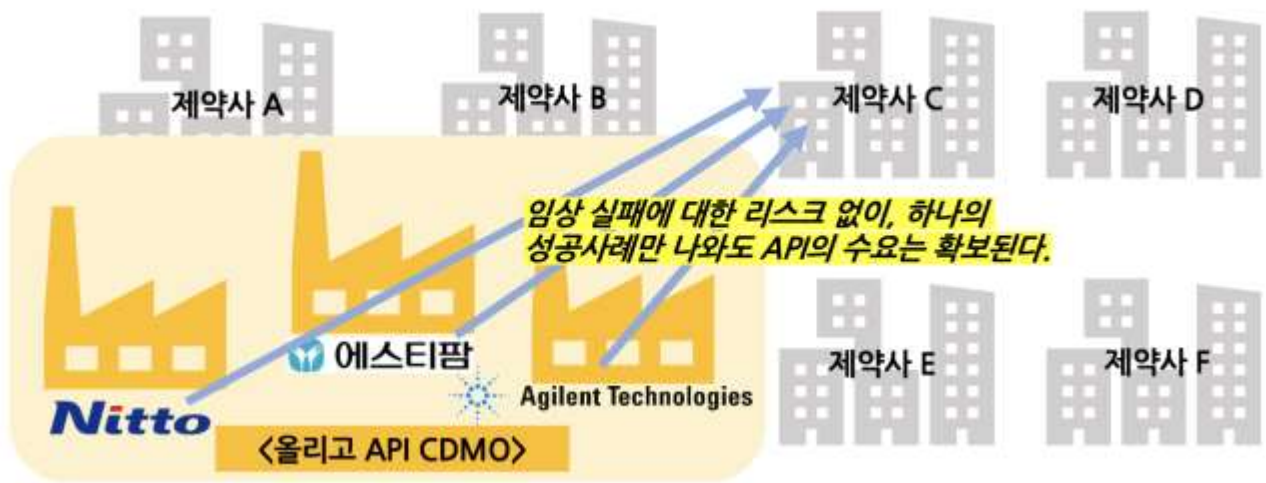 제약사 A
제약사 B
제약사 C
제약사 D
임상 실패에 대한 리스크 없이, 하나의
성공사례만 나와도 API의 수요는 확보된다.
에스티팜
제약사 E
제약사 F
Agilent Technologies
Nitto
<올리고 API CDMO>